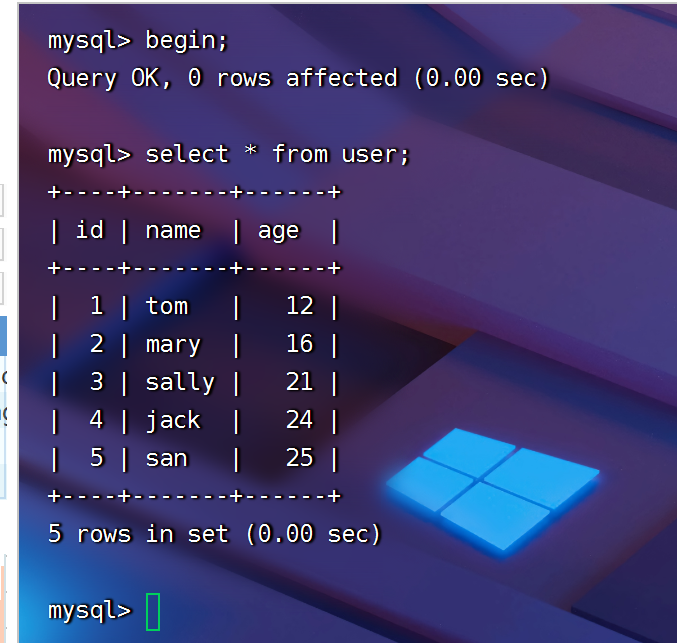 mysql> begin;
Query OK, 0 rows affected (0.00 sec)
mysql> select * from user;
+----+-------+------+
| id | name  | age  |
+----+-------+------+
|  1 | tom   |   12 |
|  2 | mary  |   16 |
|  3 | sally |   21 |
|  4 | jack  |   24 |
|  5 | san   |   25 |
+----+-------+------+
5 rows in set (0.00 sec)
mysql>